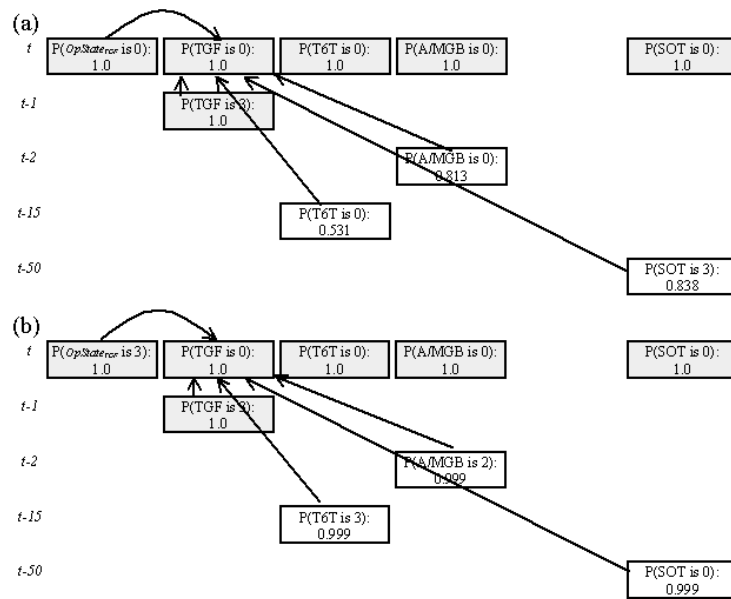 (a)
t
P(OpStateTGF is 0): P(TGF is 0): P(T6T is 0): P(A/MGB is 0): P(SOT is 0):
1.0 1.0 1.0 1.0 1.0
t-1
P(TGF is 3):
1.0
t-2
P(A/MGB is 0):
0.813
t-15
P(T6T is 0):
0.531
t-50
P(SOT is 3):
0.838
(b)
t
P(OpStateTGF is 3): P(TGF is 0): P(T6T is 0): P(A/MGB is 0): P(SOT is 0):
1.0 1.0 1.0 1.0 1.0
t-1
P(TGF is 3):
1.0
t-2
P(A/MGB is 2):
0.999
t-15
P(T6T is 3):
0.999
t-50
P(SOT is 0):
0.999